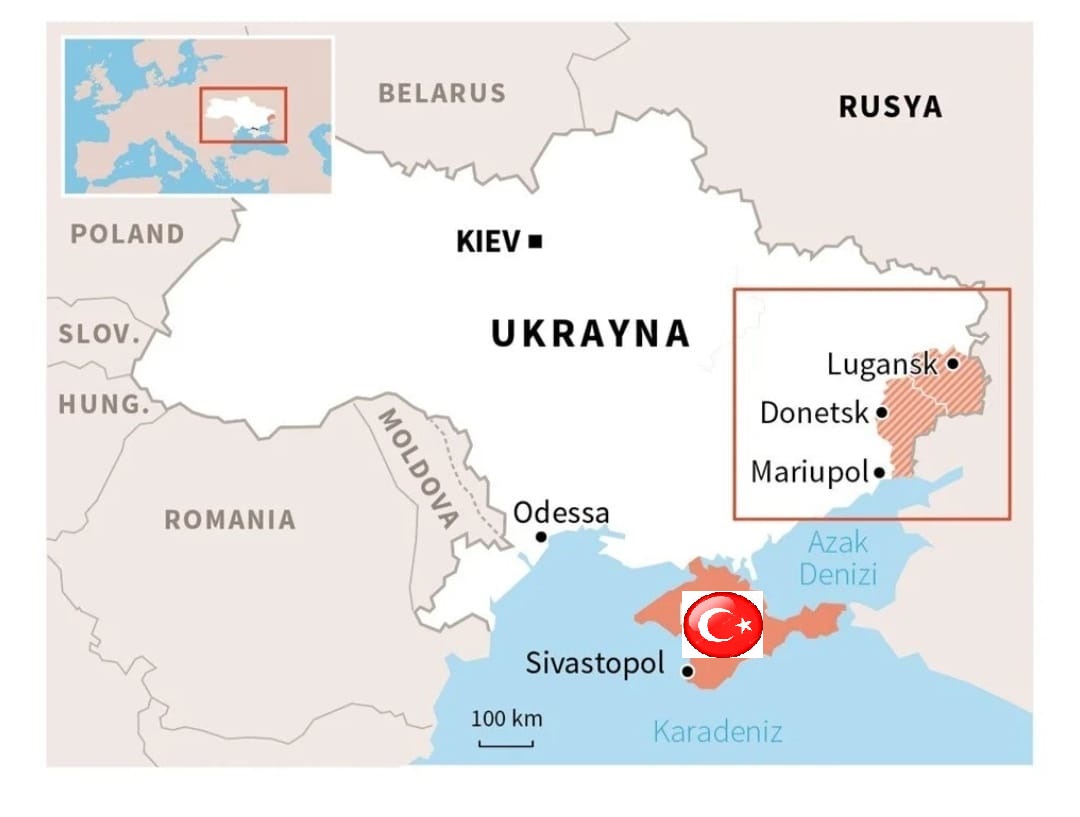 BELARUS
RUSYA
POLAND
KIEV
SLOV.
UKRAYNA
Lugansk
HUNG.
Donetsk
MOLDOVA
Mariupol
ROMANIA
Odessa
Azak
Denizi
Sivastopol
100 km
Karadeniz